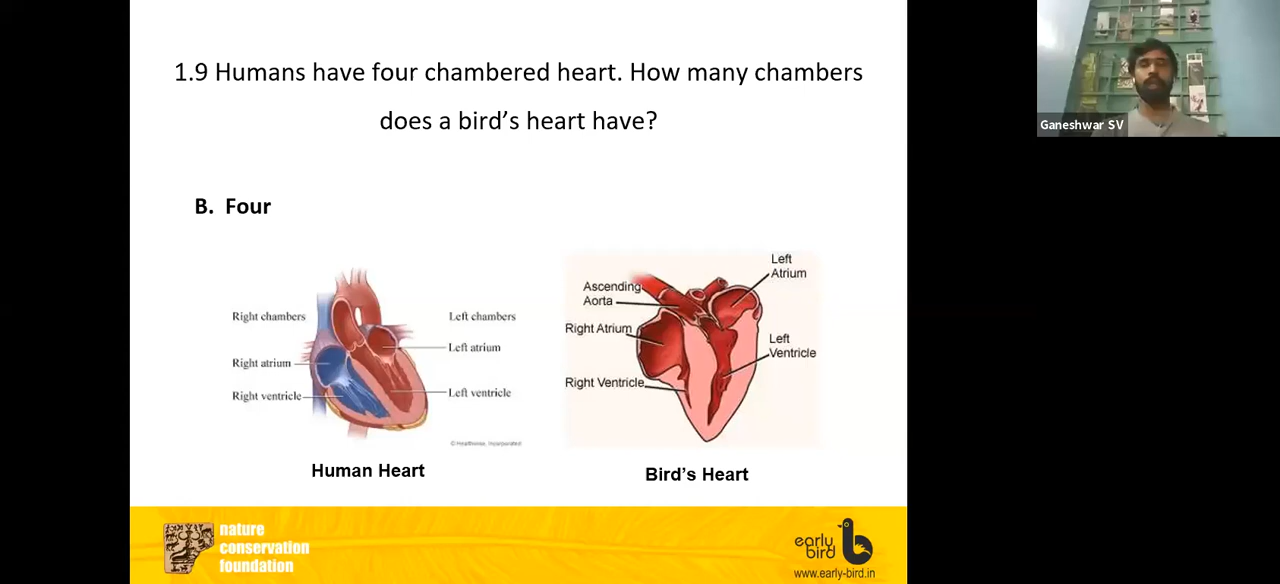 1.9 Humans have four chambered heart. How many chambers
does a bird's heart have?
Ganeshwar SV
B. Four
Right chambers
Left chambers
Right atrium
Left atrium
Right ventricle
Left ventricle
© Healthwise, Incorporated
Human Heart
Left
Atrium
Ascending
Aorta
Right Atrium
Left
Ventricle
Right Ventricle
Bird's Heart
nature
conservation
foundation
early
bird
www.early-bird.in